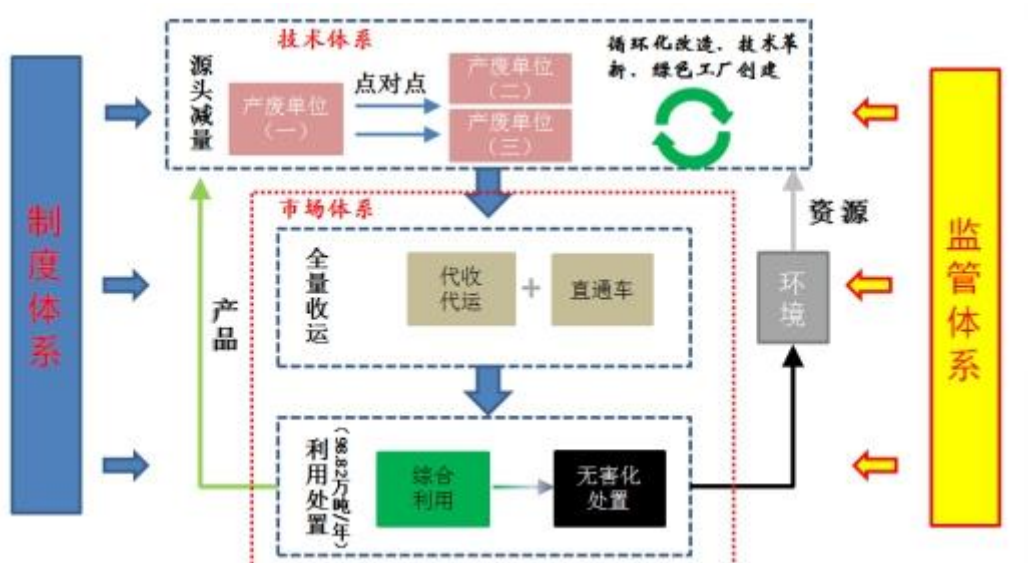 制度体系
技术体系
源头减量
产废单位
(一)
点对点
产废单位
(二)
产废单位
(三)
循环化改造、技术革
新、绿色工厂创建
市场体系
全量收运
代收
代运
+
直通车
产品
资源
环境
利用处置
(98.82万吨/年)
综合
利用
无害化
处置
监管体系